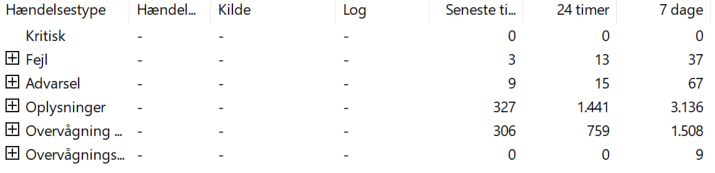 Hændelsestype Hændel... Kilde Log Seneste ti... 24 timer 7 dage
Kritisk - - - 0 0 0
Fejl - - - 3 13 37
Advarsel - - - 9 15 67
Oplysninger - - - 327 1.441 3.136
Overvågning ... - - - 306 759 1.508
Overvågnings... - - - 0 0 9